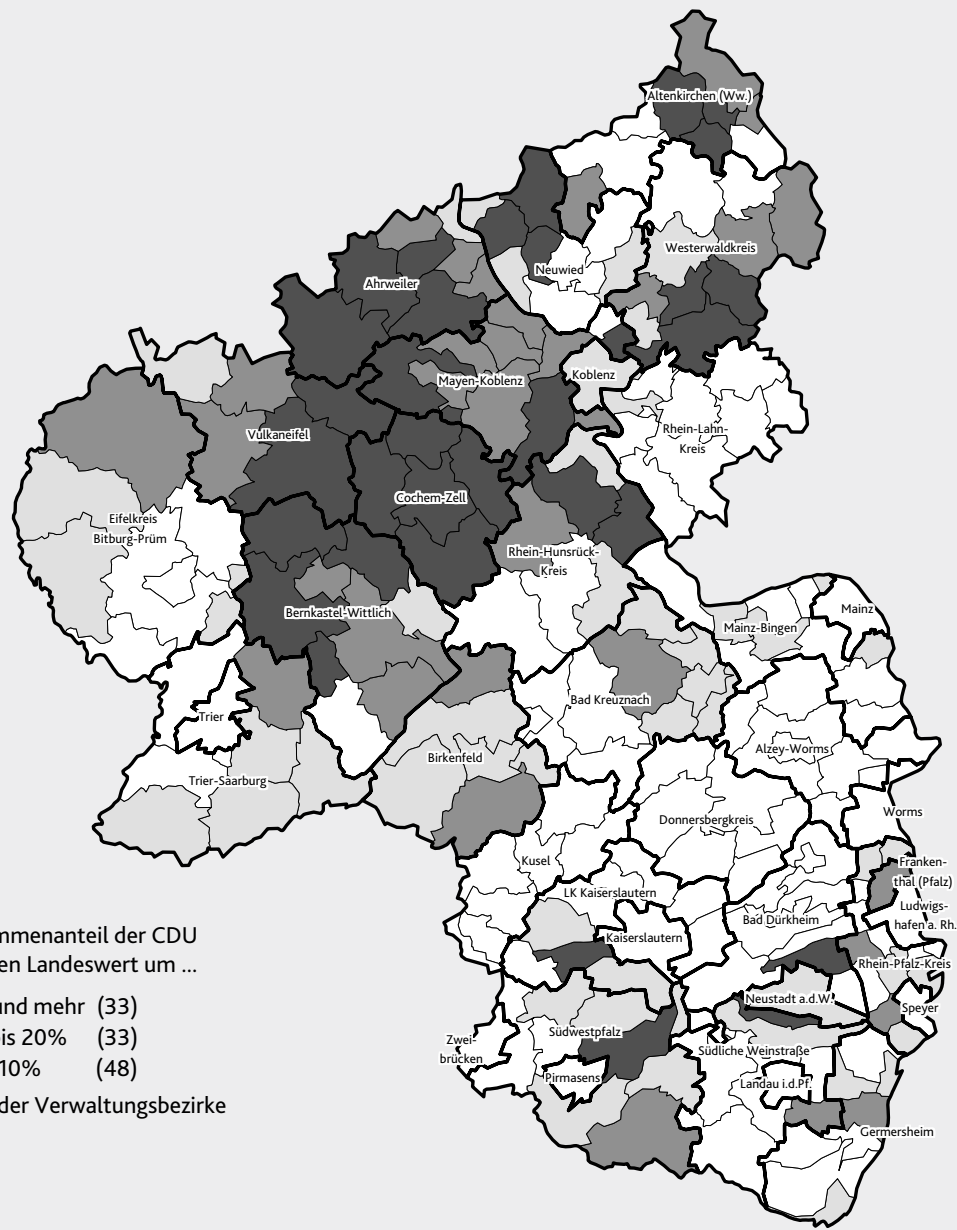 Altenkirchen (Ww.)
Westerwaldkreis
Neuwied
Ahrweiler
Koblenz
Mayen-Koblenz
Vulkaneifel
Rhein-Lahn-
Kreis
Cochem-Zell
Eifelkreis
Bitburg-Prüm
Rhein-Hunsrück-
Kreis
Bernkastel-Wittlich
Mainz
Mainz-Bingen
Bad Kreuznach
Trier
Alzey-Worms
Birkenfeld
Trier-Saarburg
Worms
Donnersbergkreis
Kusel
Franken-
thal (Pfalz)
LK Kaiserslautern
Ludwigs-
hafen a. Rh.
Bad Dürkheim
Kaiserslautern
Rhein-Pfalz-Kreis
Neustadt a.d.W.
Speyer
Südwestpfalz
Zwei-
brücken
Südliche Weinstraße
Pirmasens
Landau i.d.Pf.
Germersheim
der CDU
Landeswert um ...
und mehr (33)
20% (33)
10% (48)
der Verwaltungsbezirke